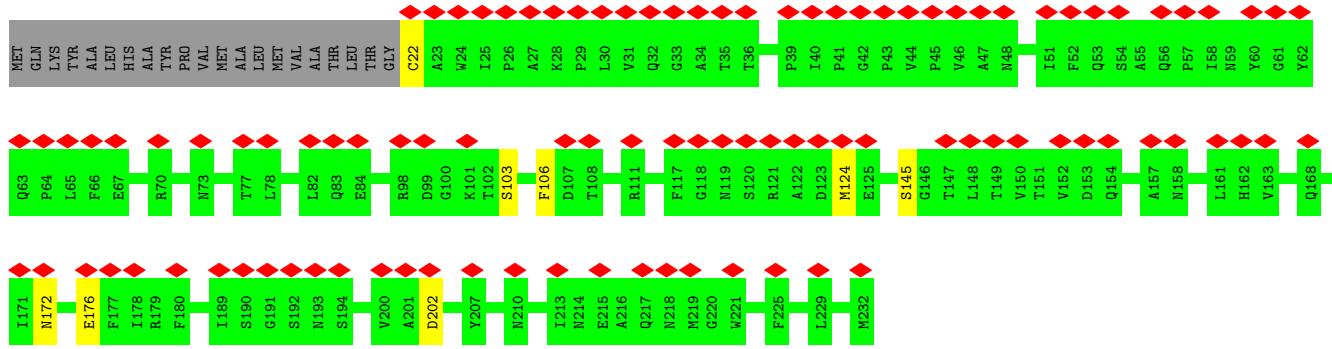 MET GLN LYS TYR ALA LEU HIS ALA TYR PRO VAL MET ALA LEU MET VAL ALA THR LEU THR GLY C22 A23 W24 I25 P26 A27 K28 P29 L30 V31 Q32 G33 A34 T35 T36 P39 I40 P41 G42 P43 V44 P45 V46 A47 N48 I51 F52 Q53 S54 A55 Q56 P57 I58 N59 Y60 G61 Y62
Q63 P64 L65 F66 E67 R70 N73 T77 L78 L82 Q83 E84 R98 D99 G100 K101 T102 S103 F106 D107 T108 R111 F117 G118 N119 S120 R121 A122 D123 M124 E125 S145 G146 T147 L148 T149 V150 T151 V152 D153 Q154 A157 N158 L161 H162 V163 Q168
I171 N172 E176 F177 I178 R179 F180 I189 S190 G191 S192 N193 S194 V200 A201 D202 Y207 N210 I213 N214 E215 A216 Q217 N218 M219 G220 W221 F225 L229 M232